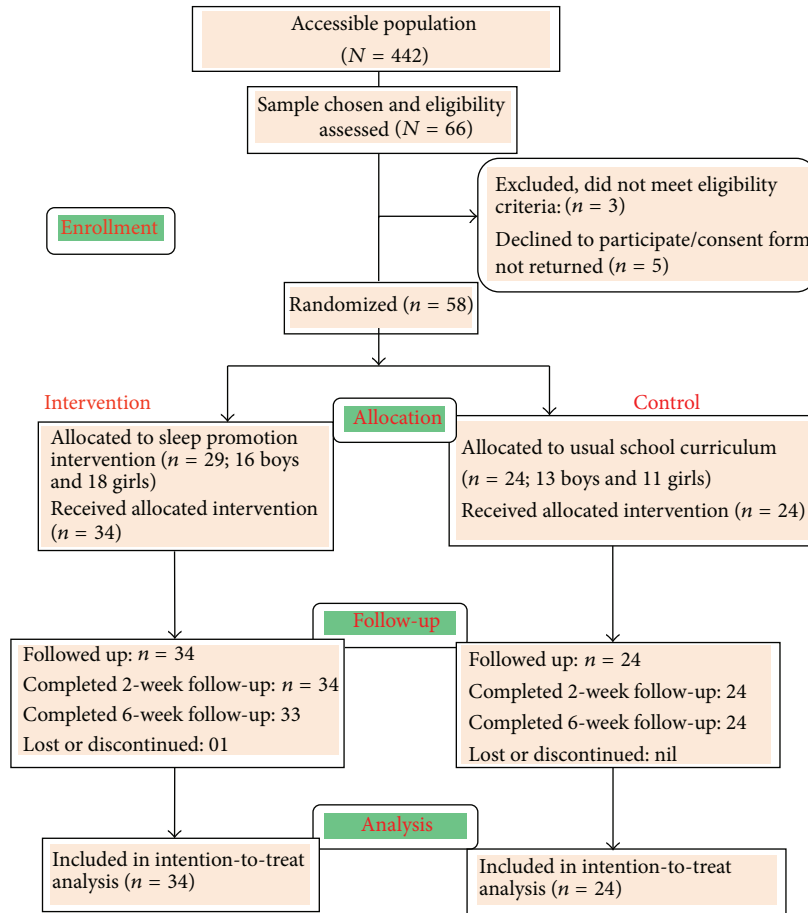 Accessible population
(N = 442)
Sample chosen and eligibility
assessed (N = 66)
Excluded, did not meet eligibility
criteria: (n = 3)
Declined to participate/consent form
not returned (n = 5)
Enrollment
Randomized (n = 58)
Intervention
Allocation
Control
Allocated to sleep promotion
intervention (n = 29; 16 boys
and 18 girls)
Received allocated intervention
(n = 34)
Allocated to usual school curriculum
(n = 24; 13 boys and 11 girls)
Received allocated intervention (n = 24)
Follow-up
Followed up: n = 34
Completed 2-week follow-up: n = 34
Completed 6-week follow-up: 33
Lost or discontinued: 01
Followed up: n = 24
Completed 2-week follow-up: 24
Completed 6-week follow-up: 24
Lost or discontinued: nil
Analysis
Included in intention-to-treat
analysis (n = 34)
Included in intention-to-treat
analysis (n = 24)